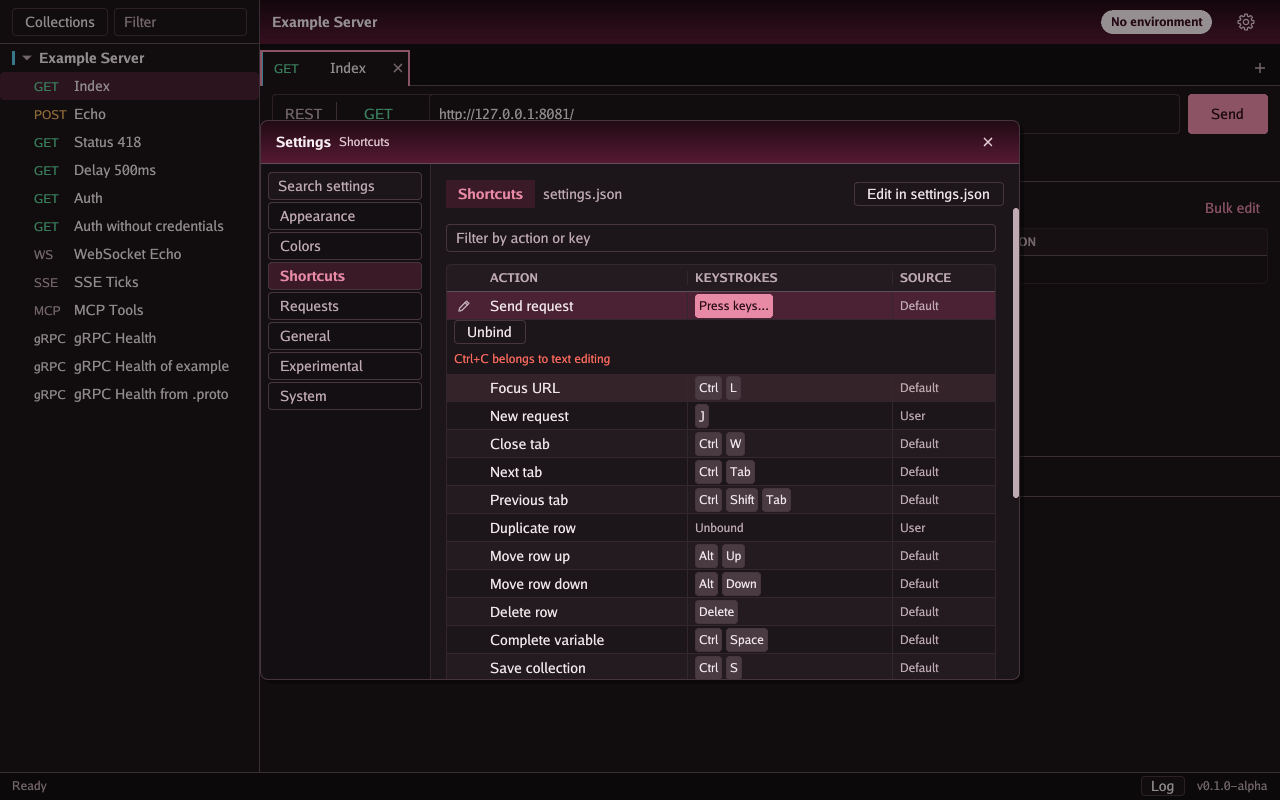 Collections
Filter
Example Server
No environment
Example Server
GET Index
POST Echo
GET Status 418
GET Delay 500ms
GET Auth
GET Auth without credentials
WS WebSocket Echo
SSE SSE Ticks
MCP MCP Tools
gRPC gRPC Health
gRPC gRPC Health of example
gRPC gRPC Health from .proto
GET Index
REST GET http://127.0.0.1:8081/ Send
Bulk edit
Settings Shortcuts
Search settings
Appearance
Colors
Shortcuts
Requests
General
Experimental
System
Shortcuts settings.json Edit in settings.json
Filter by action or key
ACTION KEYSTROKES SOURCE
Send request Press keys... Default
Unbind
Ctrl+C belongs to text editing
Focus URL Ctrl L Default
New request J User
Close tab Ctrl W Default
Next tab Ctrl Tab Default
Previous tab Ctrl Shift Tab Default
Duplicate row Unbound User
Move row up Alt Up Default
Move row down Alt Down Default
Delete row Delete Default
Complete variable Ctrl Space Default
Save collection Ctrl S Default
Ready
Log v0.1.0-alpha